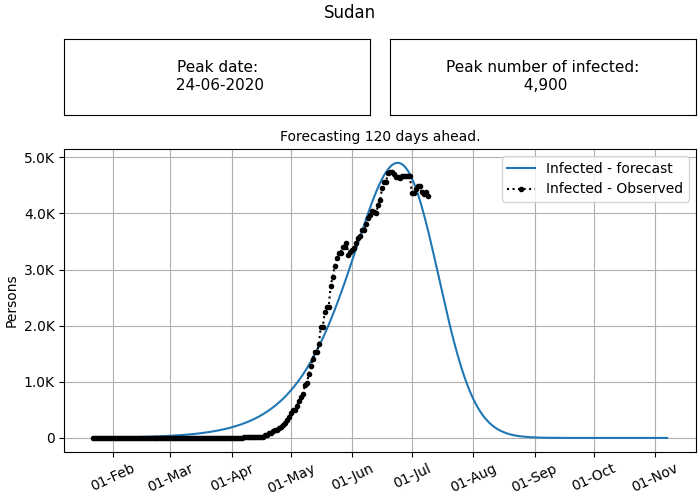 Sudan
Peak date:
24-06-2020
Peak number of infected:
4,900
Forecasting 120 days ahead.
Infected - forecast
Infected - Observed
Persons
5.0K
4.0K
3.0K
2.0K
1.0K
0
01-Feb
01-Mar
01-Apr
01-May
01-Jun
01-Jul
01-Aug
01-Sep
01-Oct
01-Nov